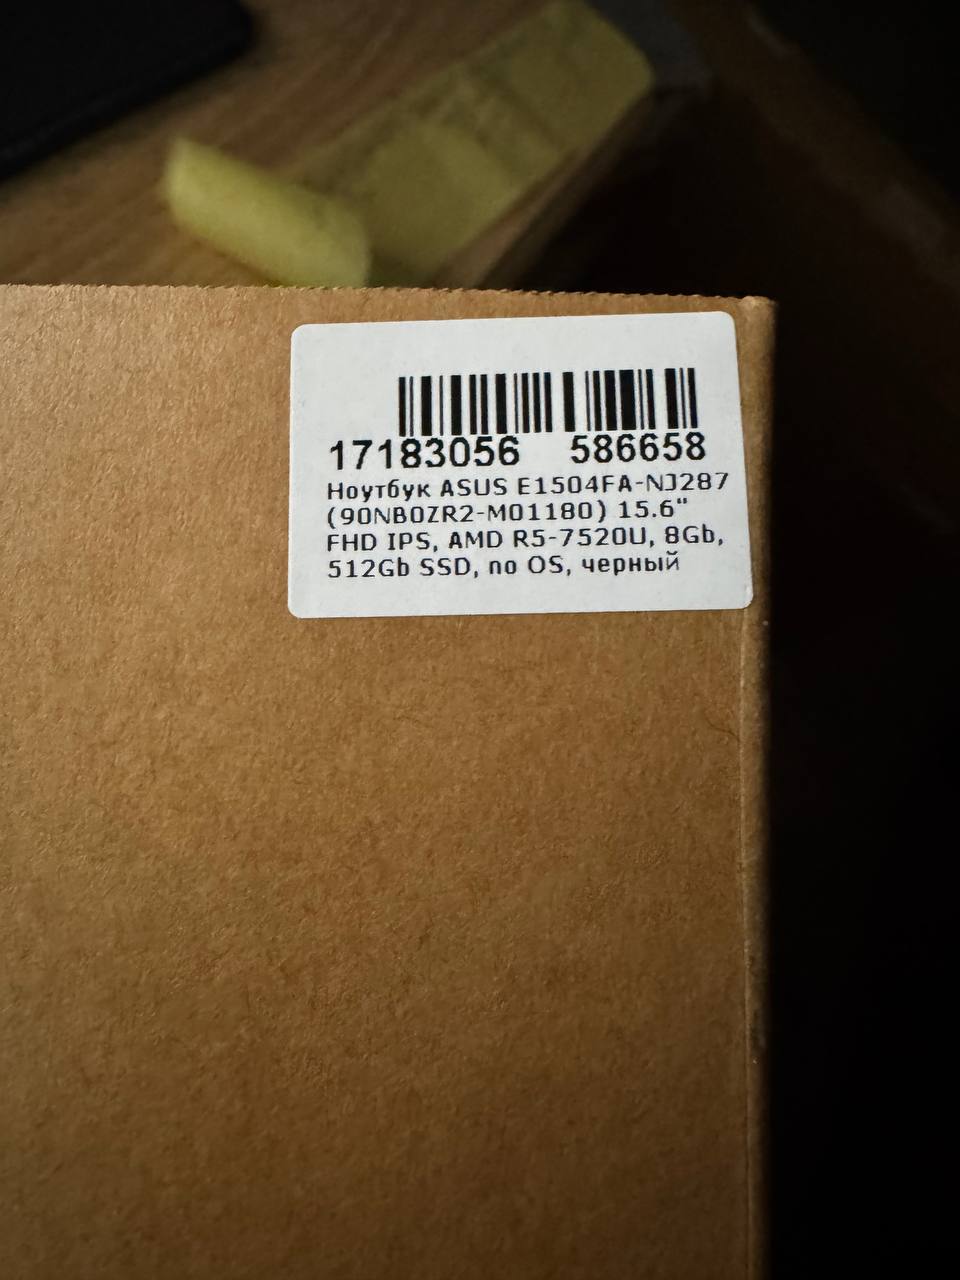 17183056 586658
Ноутбук ASUS E1504FA-NJ287
(90NB0ZR2-M01180) 15.6"
FHD IPS, AMD R5-7520U, 8Gb,
512Gb SSD, no OS, черный